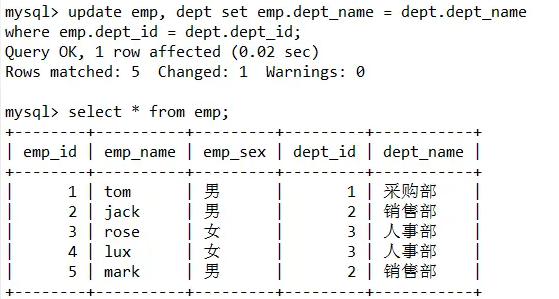 mysql> update emp, dept set emp.dept_name = dept.dept_name
where emp.dept_id = dept.dept_id;
Query OK, 1 row affected (0.02 sec)
Rows matched: 5  Changed: 1  Warnings: 0

mysql> select * from emp;
+--------+----------+---------+---------+-----------+
| emp_id | emp_name | emp_sex | dept_id | dept_name |
+--------+----------+---------+---------+-----------+
|      1 | tom      | 男      |       1 | 采购部    |
|      2 | jack     | 男      |       2 | 销售部    |
|      3 | rose     | 女      |       3 | 人事部    |
|      4 | lux      | 女      |       3 | 人事部    |
|      5 | mark     | 男      |       2 | 销售部    |
+--------+----------+---------+---------+-----------+